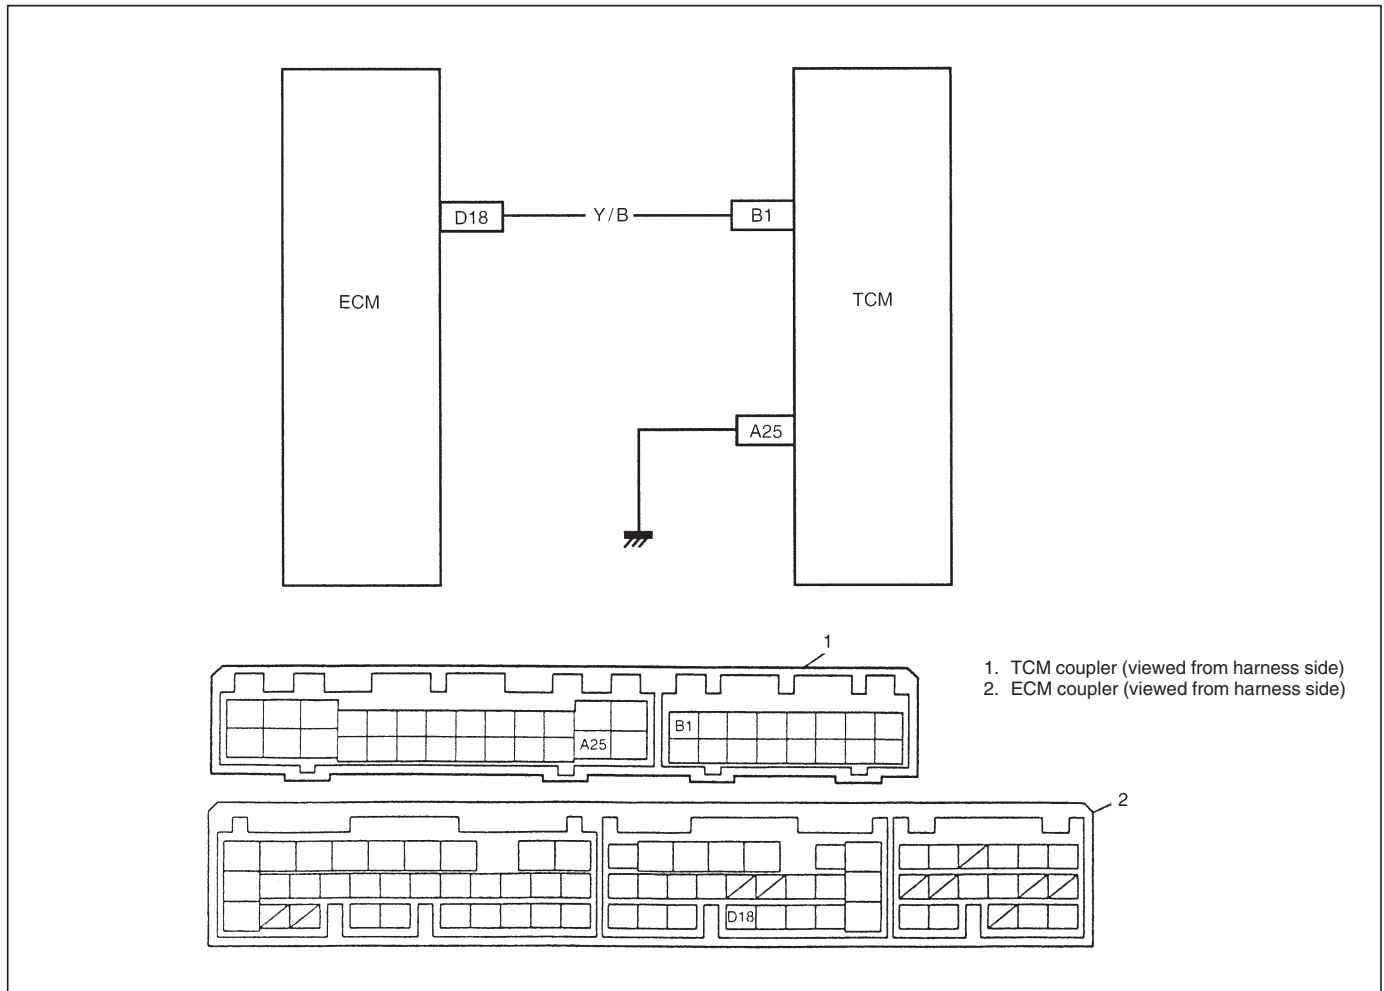 D18
Y/B
B1
ECM
TCM
A25
1
1. TCM coupler (viewed from harness side)
2. ECM coupler (viewed from harness side)
B1
A25
2
D18